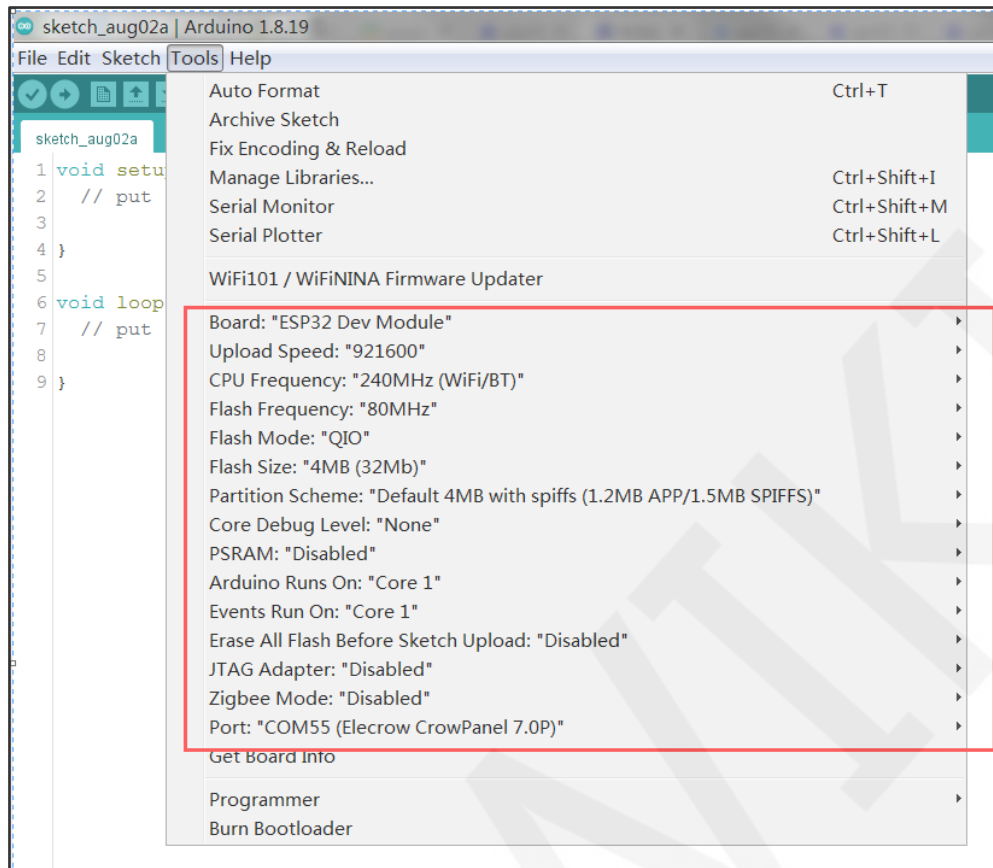 sketch_aug02a | Arduino 1.8.19
File Edit Sketch Tools Help
Auto Format Ctrl+T
Archive Sketch
Fix Encoding & Reload
Manage Libraries... Ctrl+Shift+I
Serial Monitor Ctrl+Shift+M
Serial Plotter Ctrl+Shift+L
WiFi101 / WiFiNINA Firmware Updater
Board: "ESP32 Dev Module"
Upload Speed: "921600"
CPU Frequency: "240MHz (WiFi/BT)"
Flash Frequency: "80MHz"
Flash Mode: "QIO"
Flash Size: "4MB (32Mb)"
Partition Scheme: "Default 4MB with spiffs (1.2MB APP/1.5MB SPIFFS)"
Core Debug Level: "None"
PSRAM: "Disabled"
Arduino Runs On: "Core 1"
Events Run On: "Core 1"
Erase All Flash Before Sketch Upload: "Disabled"
JTAG Adapter: "Disabled"
Zigbee Mode: "Disabled"
Port: "COM55 (Elecrow CrowPanel 7.0P)"
Get Board Info
Programmer
Burn Bootloader
sketch_aug02a
1 void setu
2 // put
3
4 }
5
6 void loop
7 // put
8
9 }